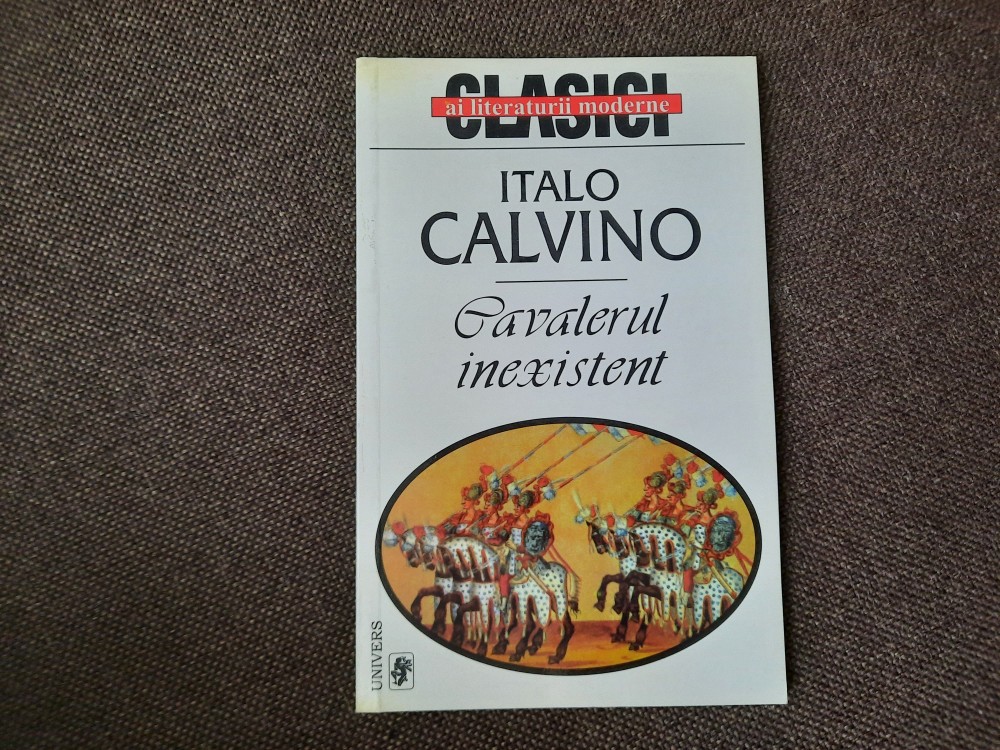 CLASICI
ai literaturii moderne
ITALO
CALVINO
Cavalerul
inexistent
UNIVERS